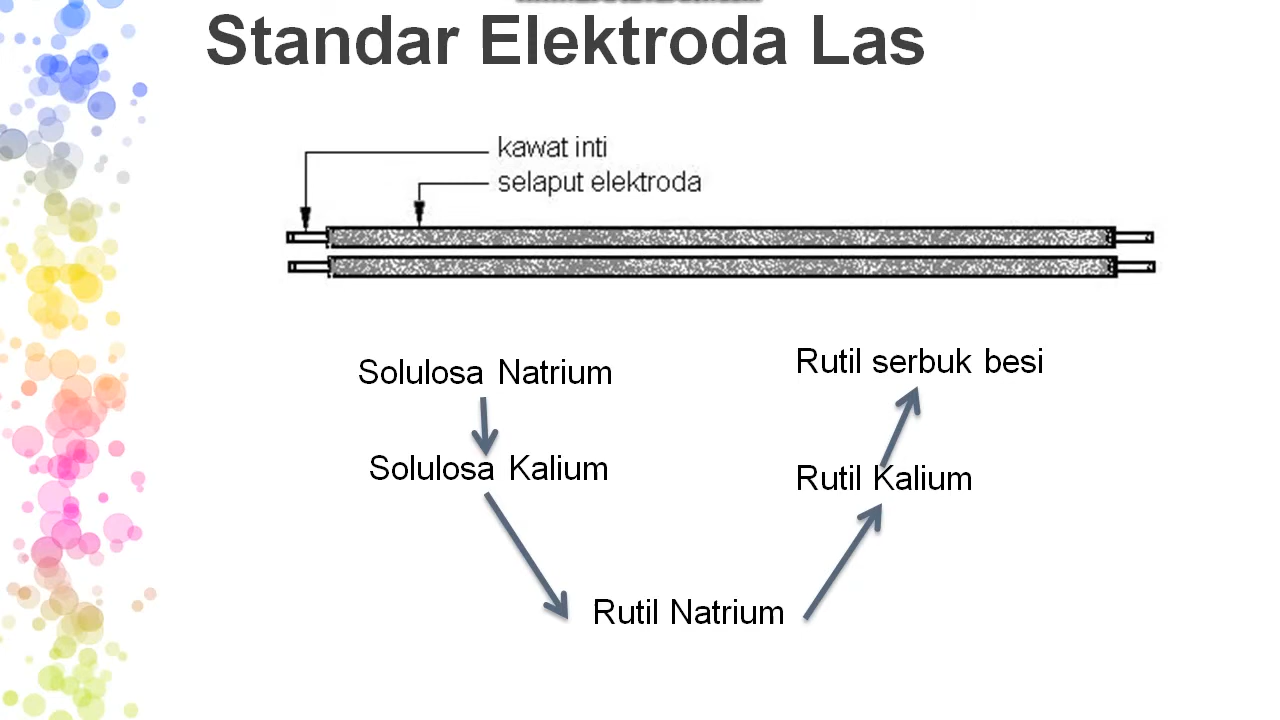 Standar Elektroda Las
kawat inti
selaput elektroda
Solulosa Natrium
Solulosa Kalium
Rutil Natrium
Rutil Kalium
Rutil serbuk besi